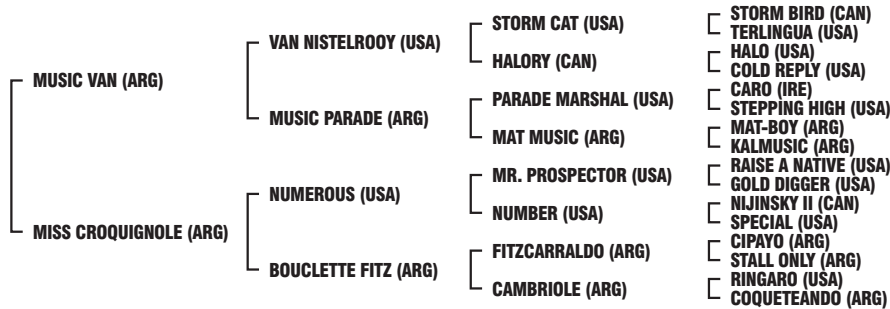 MUSIC VAN (ARG)
MISS CROQUIGNOLE (ARG)
VAN NISTELROOY (USA)
MUSIC PARADE (ARG)
NUMEROUS (USA)
BOUCLETTE FITZ (ARG)
STORM CAT (USA)
HALORY (CAN)
PARADE MARSHAL (USA)
MAT MUSIC (ARG)
MR. PROSPECTOR (USA)
NUMBER (USA)
FITZCARRALDO (ARG)
CAMBRIOLE (ARG)
STORM BIRD (CAN)
TERLINGUA (USA)
HALO (USA)
COLD REPLY (USA)
CARO (IRE)
STEPPING HIGH (USA)
MAT-BOY (ARG)
KALMUSIC (ARG)
RAISE A NATIVE (USA)
GOLD DIGGER (USA)
NIJINSKY II (CAN)
SPECIAL (USA)
CIPAYO (ARG)
STALL ONLY (ARG)
RINGARO (USA)
COQUETEANDO (ARG)